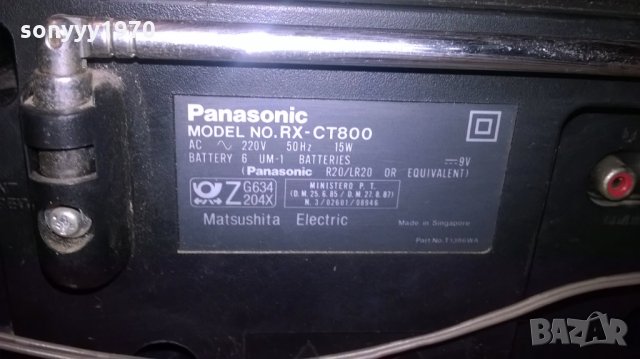 sonyyy1970
Panasonic
MODEL NO. RX-CT800
AC ∿ 220V 50Hz 15W
BATTERY 6 UM-1 BATTERIES ⎓ 9V
(Panasonic R20/LR20 OR EQUIVALENT)
Z G634
204X
MINISTERO P. T.
(D.M. 25.6.85 / D.M. 27.8.87)
N. 3/02601/08946
Matsushita Electric
Made in Singapore
Part No. T1386WA
BAZAR